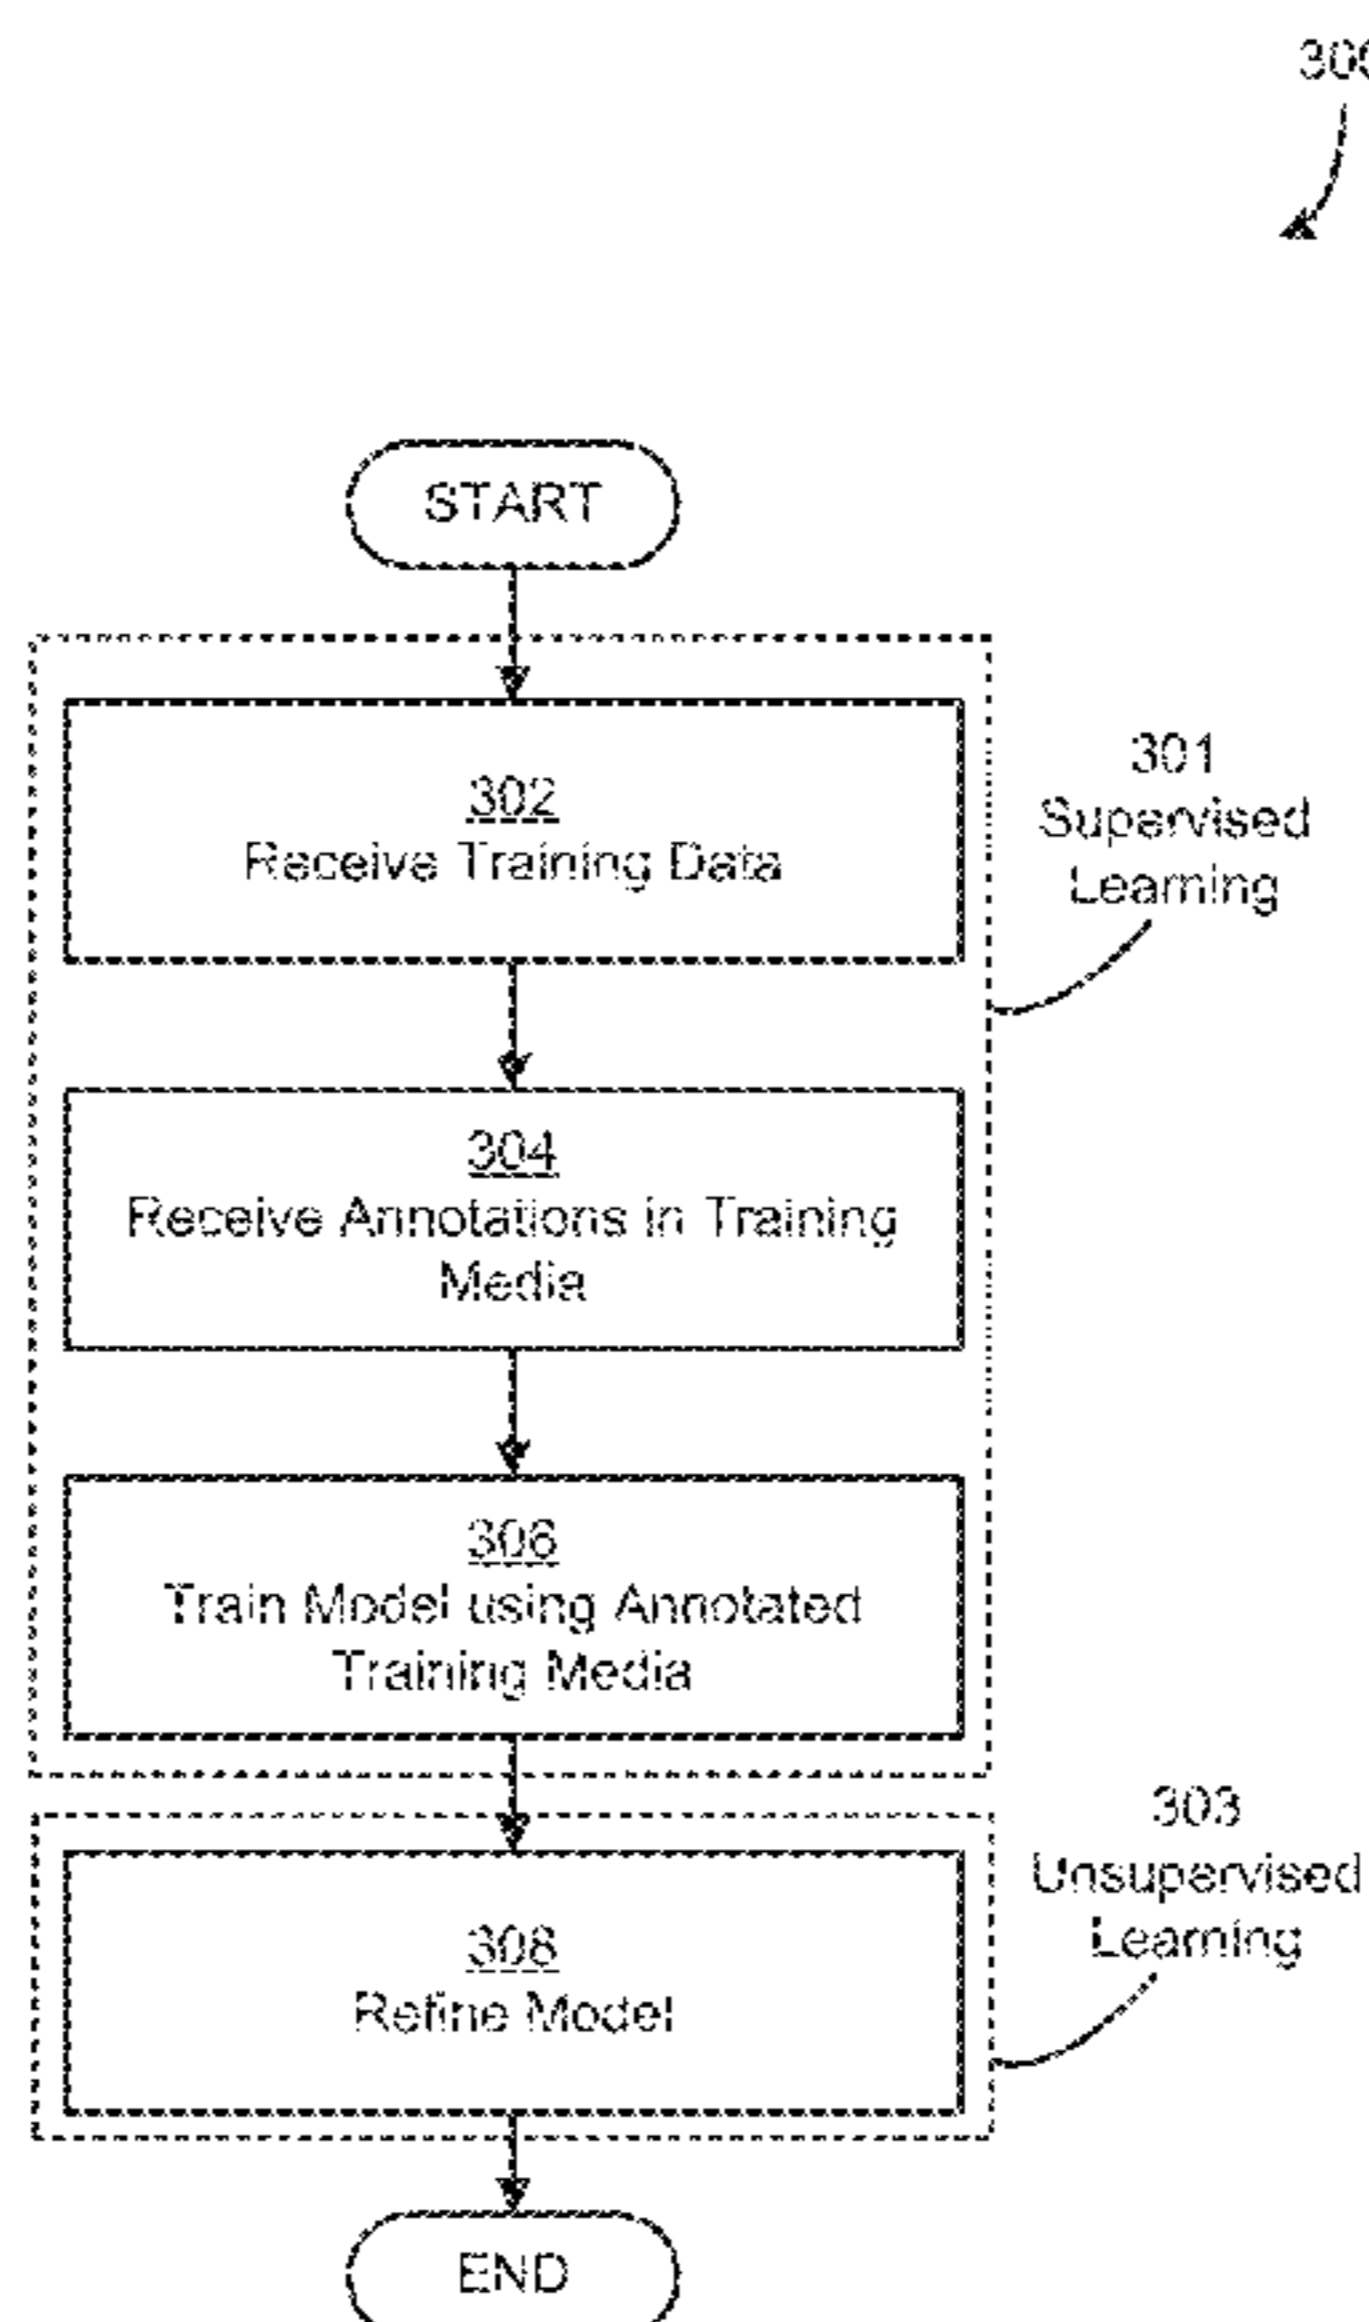 300
START
302
Receive Training Data
301
Supervised
Learning
304
Receive Annotations in Training
Media
306
Train Model using Annotated
Training Media
303
Unsupervised
Learning
308
Refine Model
END